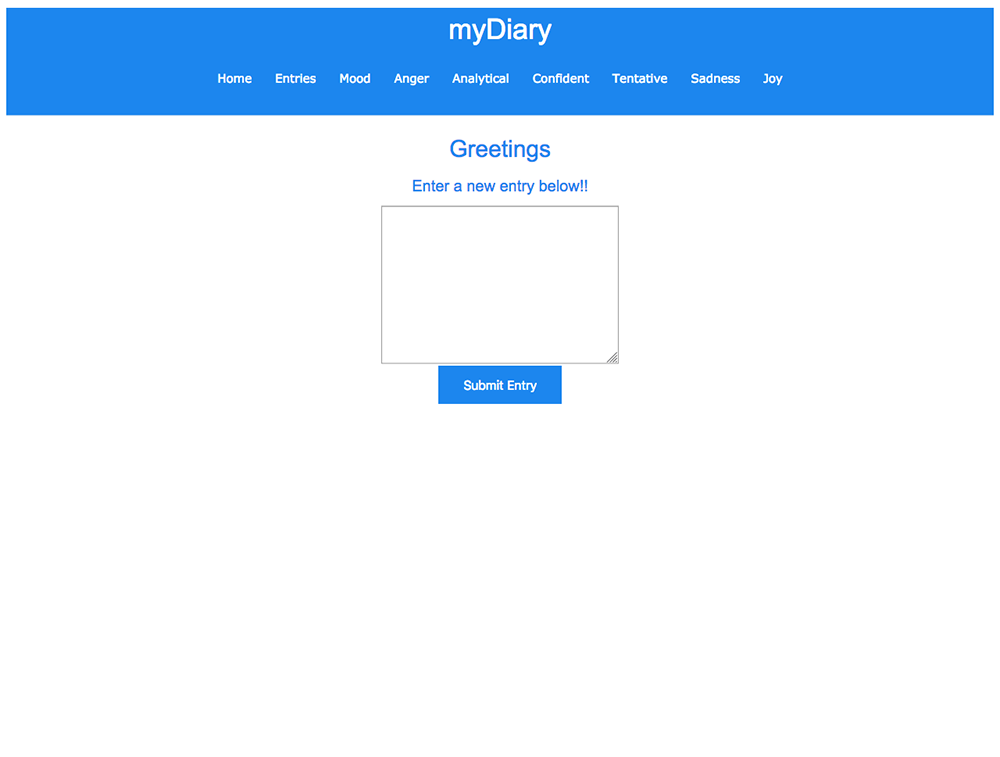 myDiary
Home Entries Mood Anger Analytical Confident Tentative Sadness Joy
Greetings
Enter a new entry below!!
Submit Entry